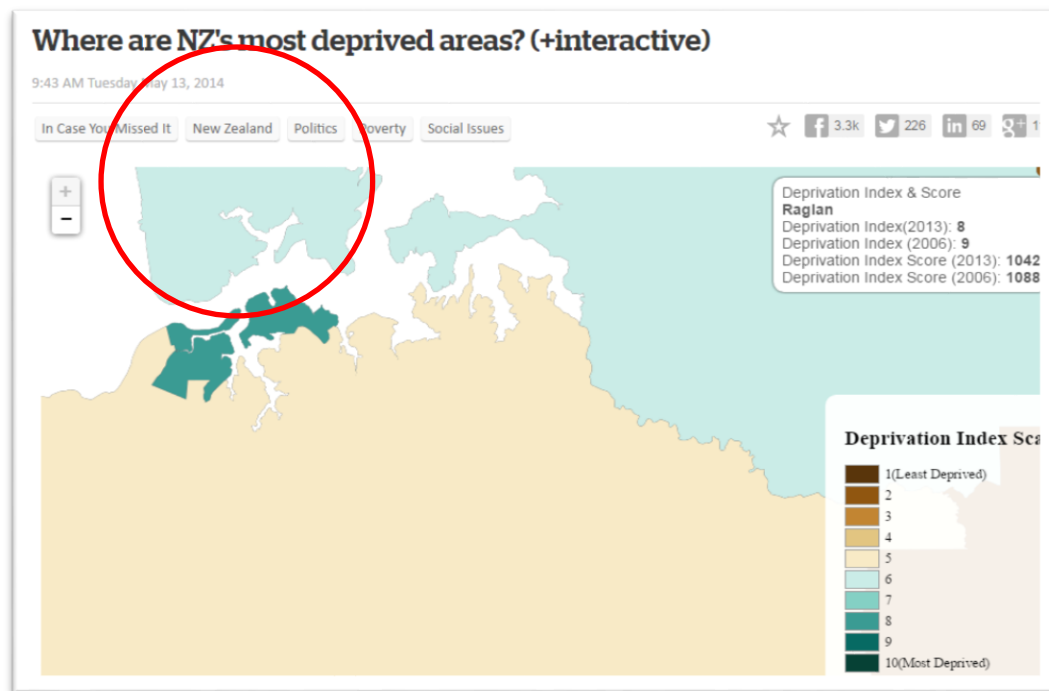 Where are NZ's most deprived areas? (+interactive)
9:43 AM Tuesday May 13, 2014
In Case You Missed It New Zealand Politics Poverty Social Issues
3.3k 226 in 69 g+ 1
+
−
Deprivation Index & Score
Raglan
Deprivation Index(2013): 8
Deprivation Index (2006): 9
Deprivation Index Score (2013): 1042
Deprivation Index Score (2006): 1088
Deprivation Index Sca
1(Least Deprived)
2
3
4
5
6
7
8
9
10(Most Deprived)